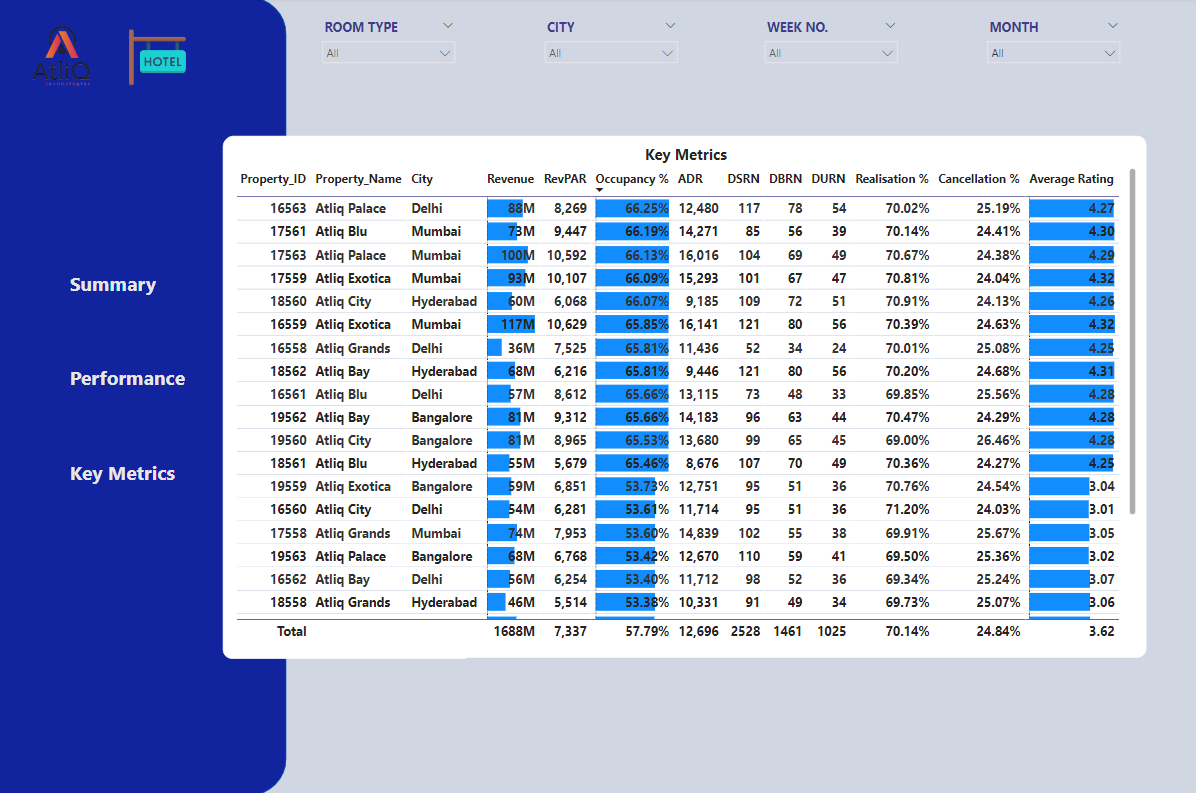 AtliQ
technologies
HOTEL
ROOM TYPE CITY WEEK NO. MONTH
All All All All
Summary
Performance
Key Metrics
Key Metrics
Property_ID Property_Name City Revenue RevPAR Occupancy % ADR DSRN DBRN DURN Realisation % Cancellation % Average Rating
16563 Atliq Palace Delhi 88M 8,269 66.25% 12,480 117 78 54 70.02% 25.19% 4.27
17561 Atliq Blu Mumbai 73M 9,447 66.19% 14,271 85 56 39 70.14% 24.41% 4.30
17563 Atliq Palace Mumbai 100M 10,592 66.13% 16,016 104 69 49 70.67% 24.38% 4.29
17559 Atliq Exotica Mumbai 93M 10,107 66.09% 15,293 101 67 47 70.81% 24.04% 4.32
18560 Atliq City Hyderabad 60M 6,068 66.07% 9,185 109 72 51 70.91% 24.13% 4.26
16559 Atliq Exotica Mumbai 117M 10,629 65.85% 16,141 121 80 56 70.39% 24.63% 4.32
16558 Atliq Grands Delhi 36M 7,525 65.81% 11,436 52 34 24 70.01% 25.08% 4.25
18562 Atliq Bay Hyderabad 68M 6,216 65.81% 9,446 121 80 56 70.20% 24.68% 4.31
16561 Atliq Blu Delhi 57M 8,612 65.66% 13,115 73 48 33 69.85% 25.56% 4.28
19562 Atliq Bay Bangalore 81M 9,312 65.66% 14,183 96 63 44 70.47% 24.29% 4.28
19560 Atliq City Bangalore 81M 8,965 65.53% 13,680 99 65 45 69.00% 26.46% 4.28
18561 Atliq Blu Hyderabad 55M 5,679 65.46% 8,676 107 70 49 70.36% 24.27% 4.25
19559 Atliq Exotica Bangalore 59M 6,851 53.73% 12,751 95 51 36 70.76% 24.54% 3.04
16560 Atliq City Delhi 54M 6,281 53.61% 11,714 95 51 36 71.20% 24.03% 3.01
17558 Atliq Grands Mumbai 74M 7,953 53.60% 14,839 102 55 38 69.91% 25.67% 3.05
19563 Atliq Palace Bangalore 68M 6,768 53.42% 12,670 110 59 41 69.50% 25.36% 3.02
16562 Atliq Bay Delhi 56M 6,254 53.40% 11,712 98 52 36 69.34% 25.24% 3.07
18558 Atliq Grands Hyderabad 46M 5,514 53.38% 10,331 91 49 34 69.73% 25.07% 3.06
Total 1688M 7,337 57.79% 12,696 2528 1461 1025 70.14% 24.84% 3.62